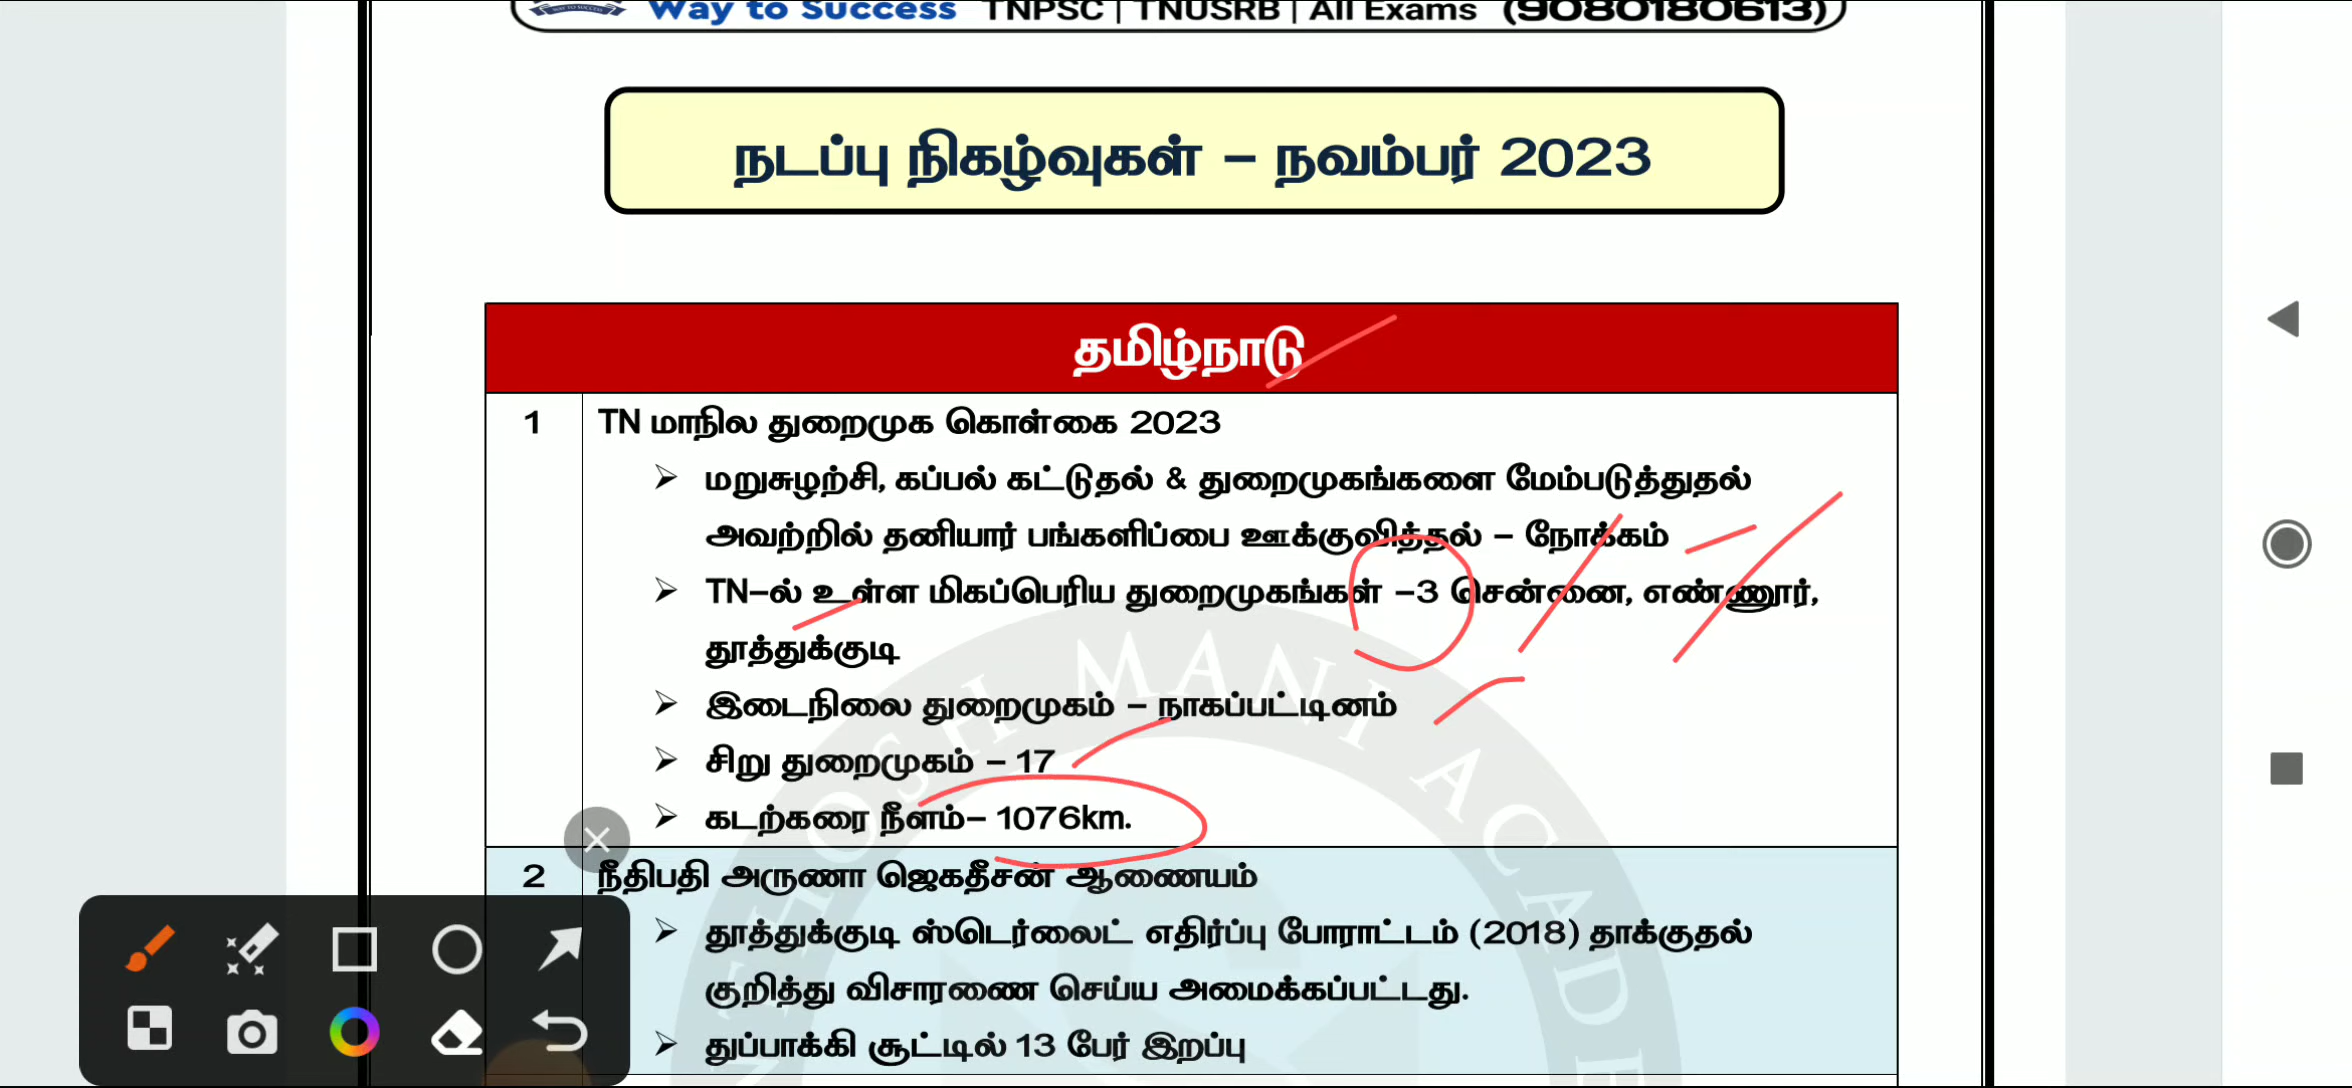 WAY TO SUCCESS
Way to Success TNPSC | TNUSRB | All Exams (9080180613)
நடப்பு நிகழ்வுகள் – நவம்பர் 2023
தமிழ்நாடு
1 TN மாநில துறைமுக கொள்கை 2023
➢ மறுசுழற்சி, கப்பல் கட்டுதல் & துறைமுகங்களை மேம்படுத்துதல்
அவற்றில் தனியார் பங்களிப்பை ஊக்குவித்தல் – நோக்கம்
➢ TN–ல் உள்ள மிகப்பெரிய துறைமுகங்கள் –3 சென்னை, எண்ணூர்,
தூத்துக்குடி
➢ இடைநிலை துறைமுகம் – நாகப்பட்டினம்
➢ சிறு துறைமுகம் – 17
➢ கடற்கரை நீளம்– 1076km.
2 நீதிபதி அருணா ஜெகதீசன் ஆணையம்
➢ தூத்துக்குடி ஸ்டெர்லைட் எதிர்ப்பு போராட்டம் (2018) தாக்குதல்
குறித்து விசாரணை செய்ய அமைக்கப்பட்டது.
➢ துப்பாக்கி சூட்டில் 13 பேர் இறப்பு